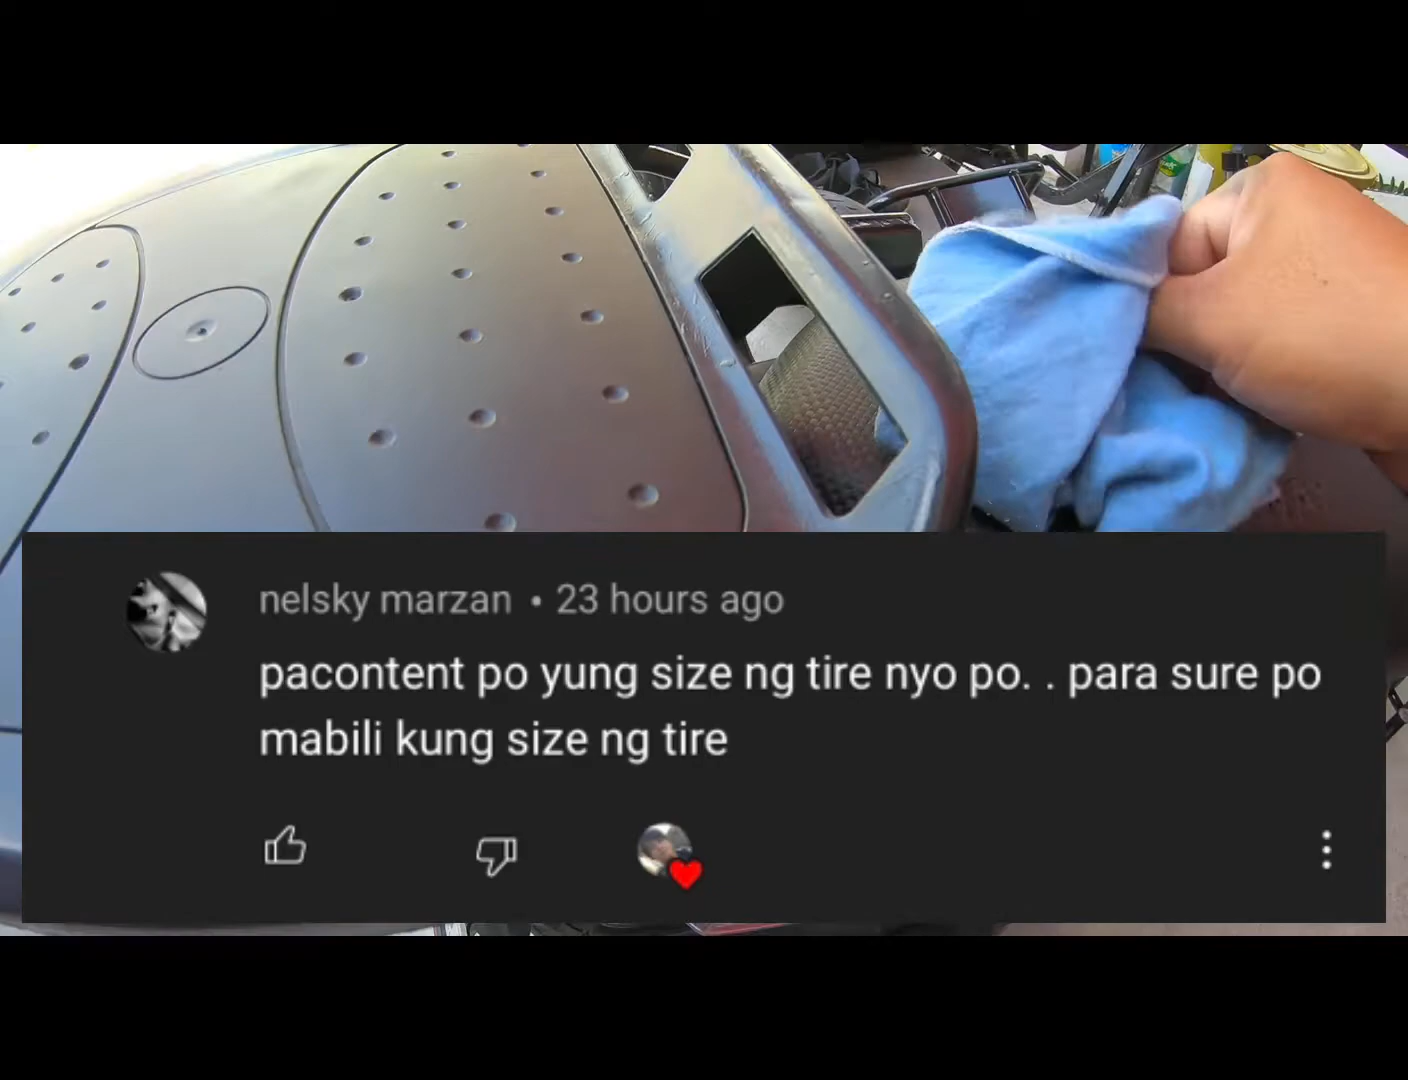 nelsky marzan • 23 hours ago
pacontent po yung size ng tire nyo po. . para sure po
mabili kung size ng tire